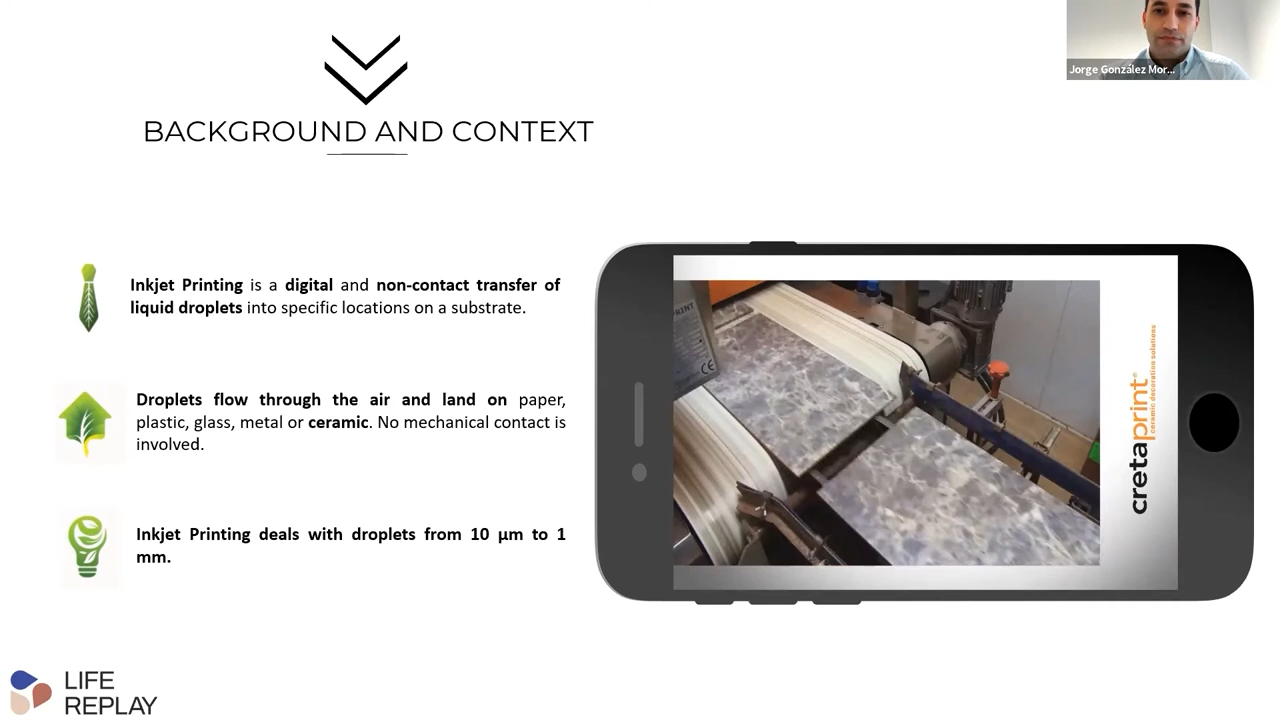 Jorge González Mor...
BACKGROUND AND CONTEXT
Inkjet Printing is a digital and non-contact transfer of
liquid droplets into specific locations on a substrate.
Droplets flow through the air and land on paper,
plastic, glass, metal or ceramic. No mechanical contact is
involved.
Inkjet Printing deals with droplets from 10 µm to 1
mm.
CE
cretaprint®
ceramic decoration solutions
LIFE
REPLAY